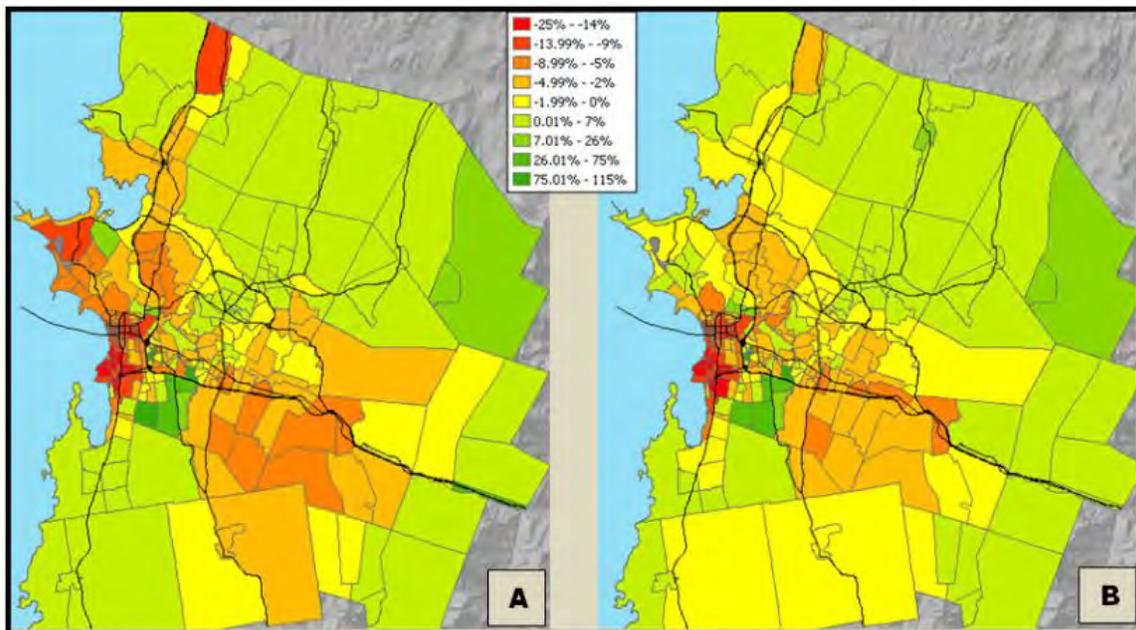 -25% - -14%
-13.99% - -9%
-8.99% - -5%
-4.99% - -2%
-1.99% - 0%
0.01% - 7%
7.01% - 26%
26.01% - 75%
75.01% - 115%
A
B